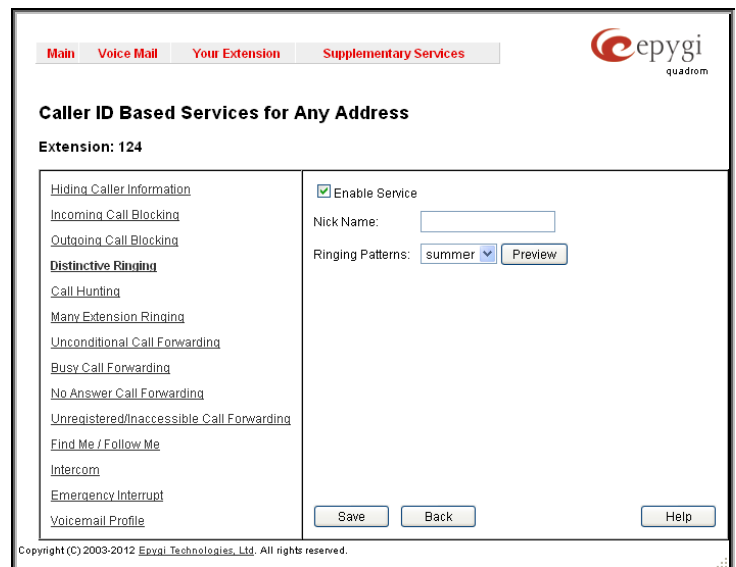 Main Voice Mail Your Extension Supplementary Services
epygi
quadrom
Caller ID Based Services for Any Address
Extension: 124
Hiding Caller Information
Incoming Call Blocking
Outgoing Call Blocking
Distinctive Ringing
Call Hunting
Many Extension Ringing
Unconditional Call Forwarding
Busy Call Forwarding
No Answer Call Forwarding
Unregistered/Inaccessible Call Forwarding
Find Me / Follow Me
Intercom
Emergency Interrupt
Voicemail Profile
Enable Service
Nick Name:
Ringing Patterns: summer Preview
Save Back Help
Copyright (C) 2003-2012 Epygi Technologies, Ltd. All rights reserved.